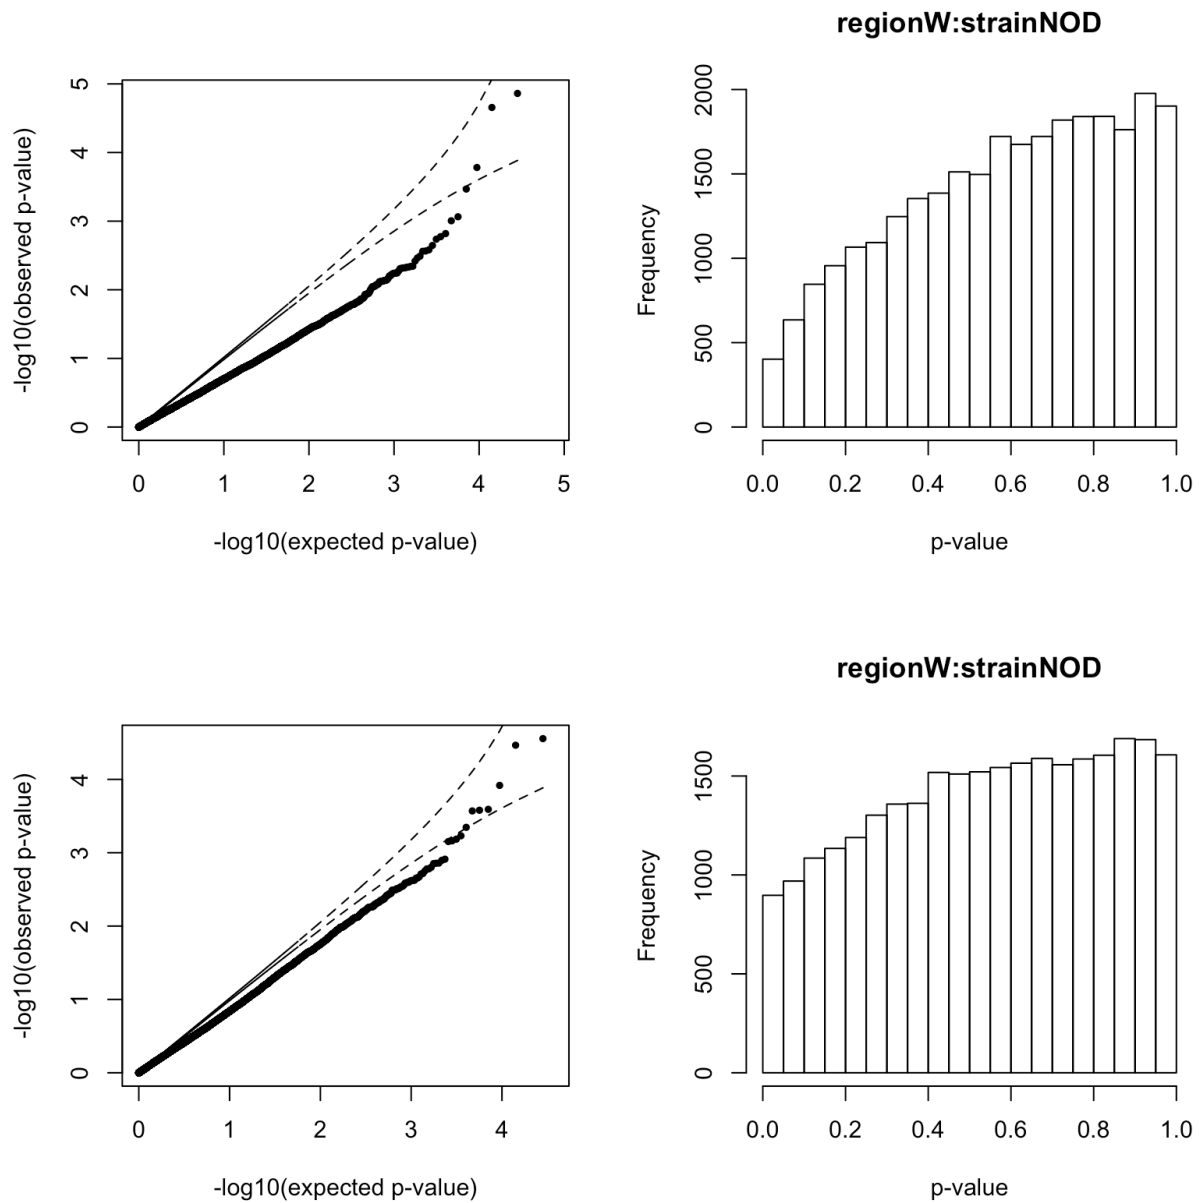 regionW:strainNOD
-log10(observed p-value)
5
4
3
2
1
0
0 1 2 3 4 5
-log10(expected p-value)
Frequency
2000
1500
1000
500
0
0.0 0.2 0.4 0.6 0.8 1.0
p-value
regionW:strainNOD
-log10(observed p-value)
4
3
2
1
0
0 1 2 3 4
-log10(expected p-value)
Frequency
1500
1000
500
0
0.0 0.2 0.4 0.6 0.8 1.0
p-value